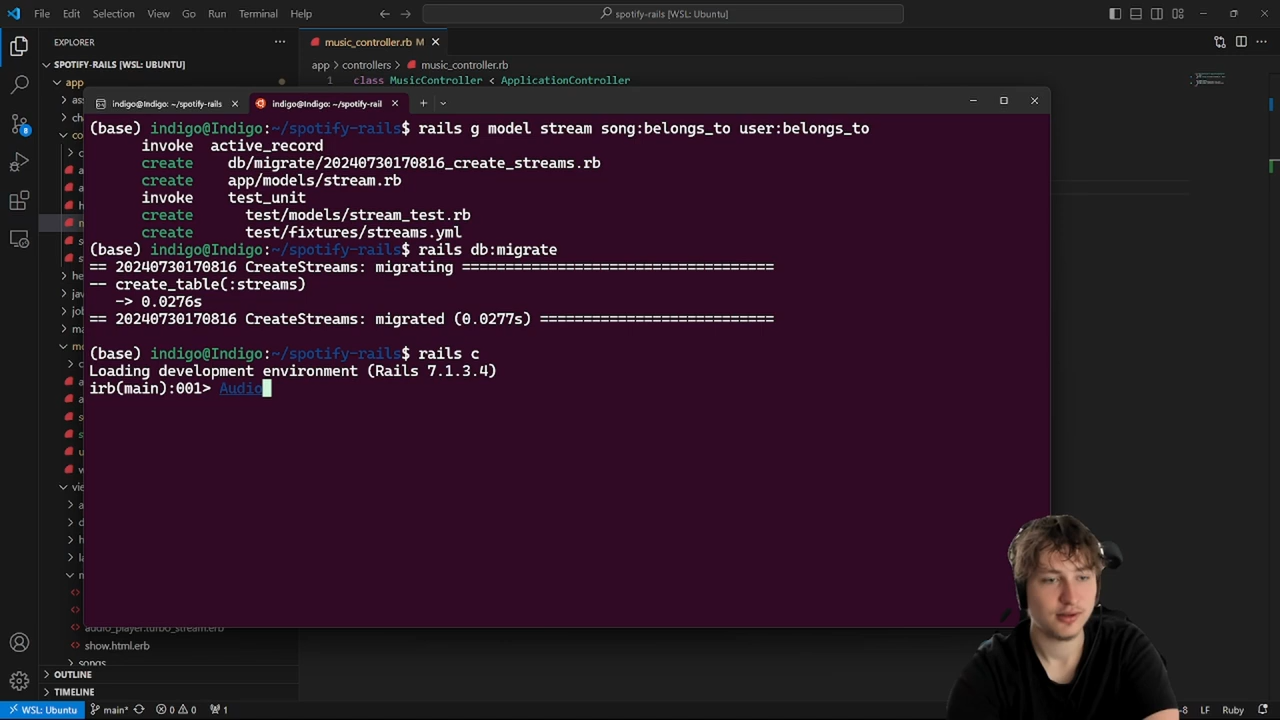 File Edit Selection View Go Run Terminal Help
spotify-rails [WSL: Ubuntu]
EXPLORER
music_controller.rb M
SPOTIFY-RAILS [WSL: UBUNTU]
app > controllers > music_controller.rb
app
1 class MusicController < ApplicationController
indigo@Indigo: ~/spotify-rails
indigo@Indigo: ~/spotify-rail
(base) indigo@Indigo:~/spotify-rails$ rails g model stream song:belongs_to user:belongs_to
invoke active_record
create db/migrate/20240730170816_create_streams.rb
create app/models/stream.rb
invoke test_unit
create test/models/stream_test.rb
create test/fixtures/streams.yml
(base) indigo@Indigo:~/spotify-rails$ rails db:migrate
== 20240730170816 CreateStreams: migrating ====================================
-- create_table(:streams)
-> 0.0276s
== 20240730170816 CreateStreams: migrated (0.0277s) ===========================
(base) indigo@Indigo:~/spotify-rails$ rails c
Loading development environment (Rails 7.1.3.4)
irb(main):001> Audio
audio_player.turbo_stream.erb
show.html.erb
songs
OUTLINE
TIMELINE
WSL: Ubuntu
main*
0
0
1
LF
Ruby